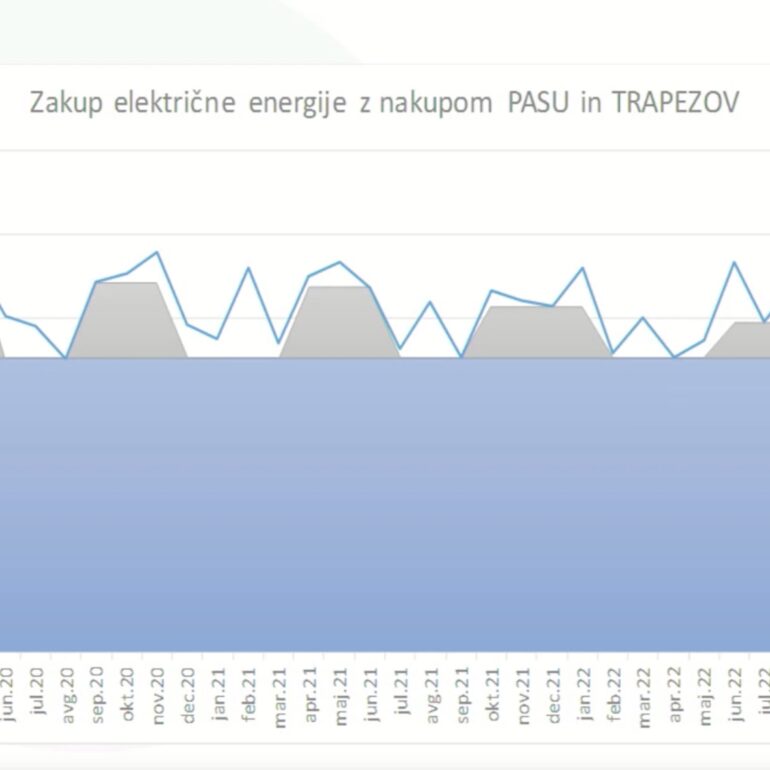 Zakup električne energije z nakupom PASU in TRAPEZOV
jun.20
jul.20
avg.20
sep.20
okt.20
nov.20
dec.20
jan.21
feb.21
mar.21
apr.21
maj.21
jun.21
jul.21
avg.21
sep.21
okt.21
nov.21
dec.21
jan.22
feb.22
mar.22
apr.22
maj.22
jun.22
jul.22